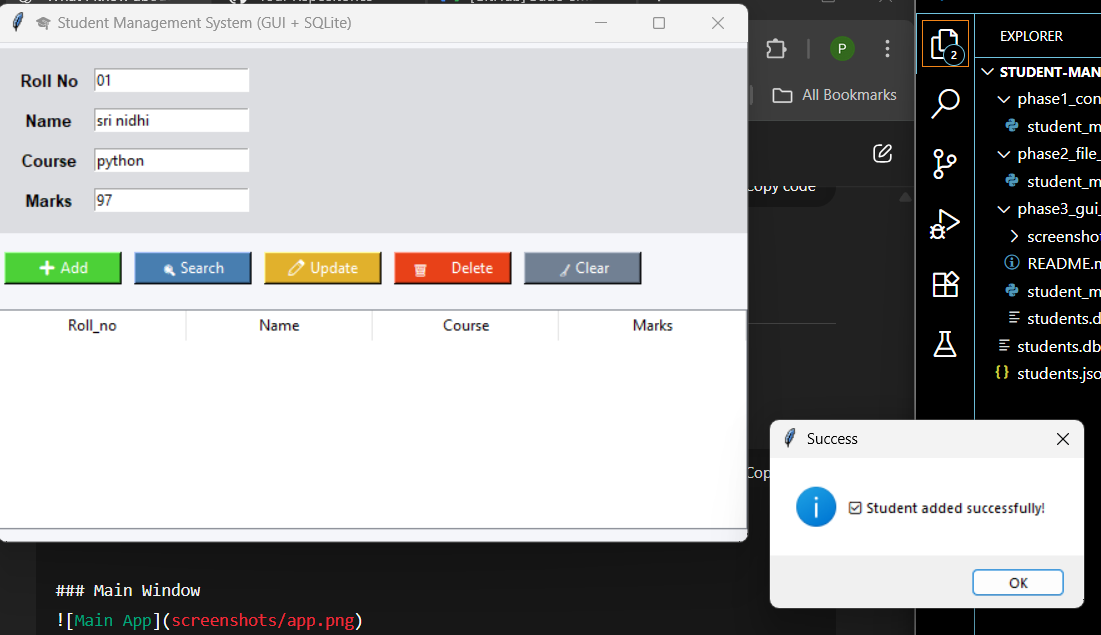 Student Management System (GUI + SQLite)
Roll No 01
Name sri nidhi
Course python
Marks 97
Add Search Update Delete Clear
Roll_no Name Course Marks
P
All Bookmarks
copy code
### Main Window
![Main App](screenshots/app.png)
2
EXPLORER
STUDENT-MAN
phase1_con
student_m
phase2_file_
student_m
phase3_gui_
screenshot
README.m
student_m
students.d
students.db
students.jso
Success
Student added successfully!
OK